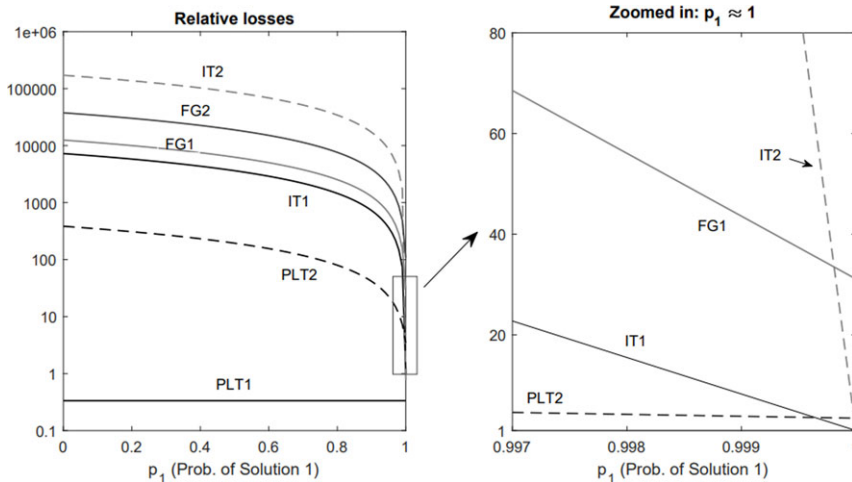 Relative losses
1e+06
100000
10000
1000
100
10
1
0.1
IT2
FG2
FG1
IT1
PLT2
PLT1
0 0.2 0.4 0.6 0.8 1
p₁ (Prob. of Solution 1)
Zoomed in: p₁ ≈ 1
80
60
40
20
1
IT2
FG1
IT1
PLT2
0.997 0.998 0.999
p₁ (Prob. of Solution 1)